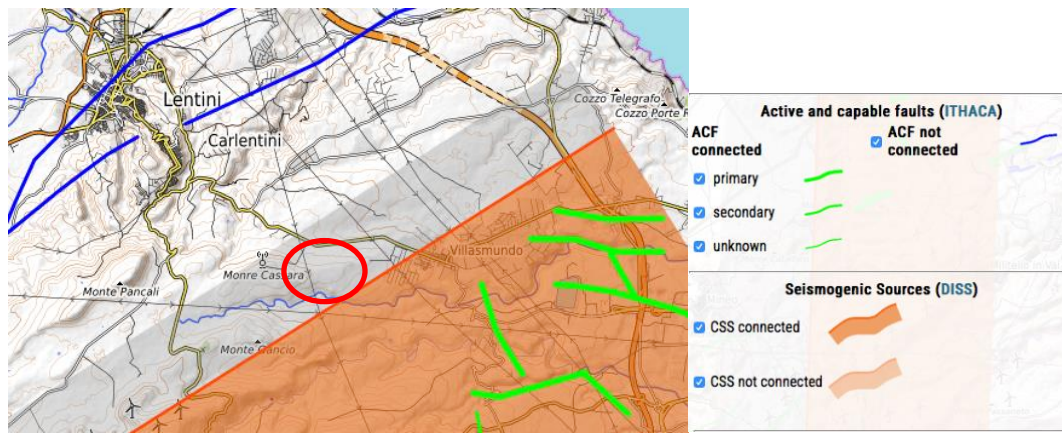 Lentini
Carlentini
Cozzo Telegrafo
Cozzo Porte R
Villasmundo
Monre Cassara
Monte Pancali
Monte Gancio
Active and capable faults (ITHACA)
ACF connected
ACF not connected
primary
secondary
unknown
Seismogenic Sources (DISS)
CSS connected
CSS not connected